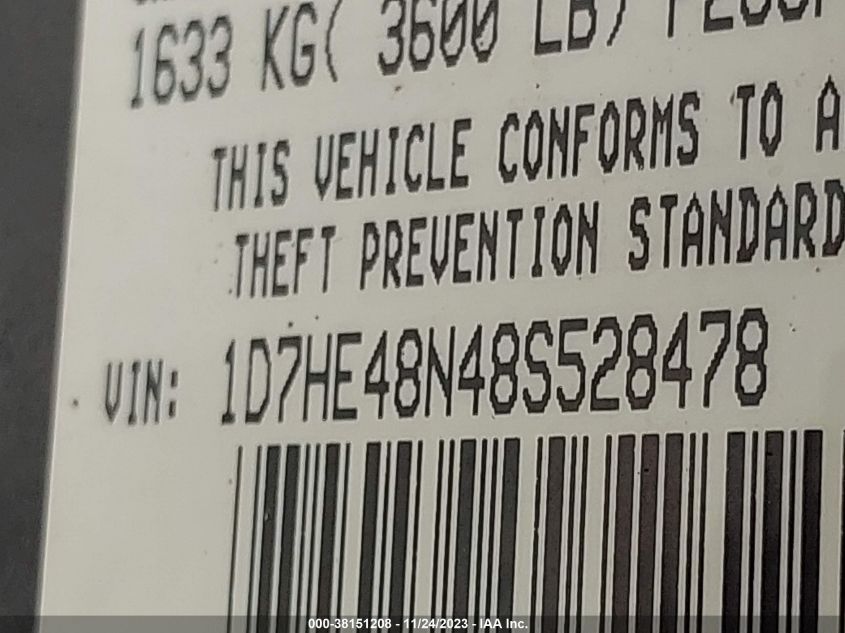 1633 KG( 3600 LB)
THIS VEHICLE CONFORMS TO A
THEFT PREVENTION STANDARD
VIN: 1D7HE48N48S528478
000-38151208 - 11/24/2023 - IAA Inc.